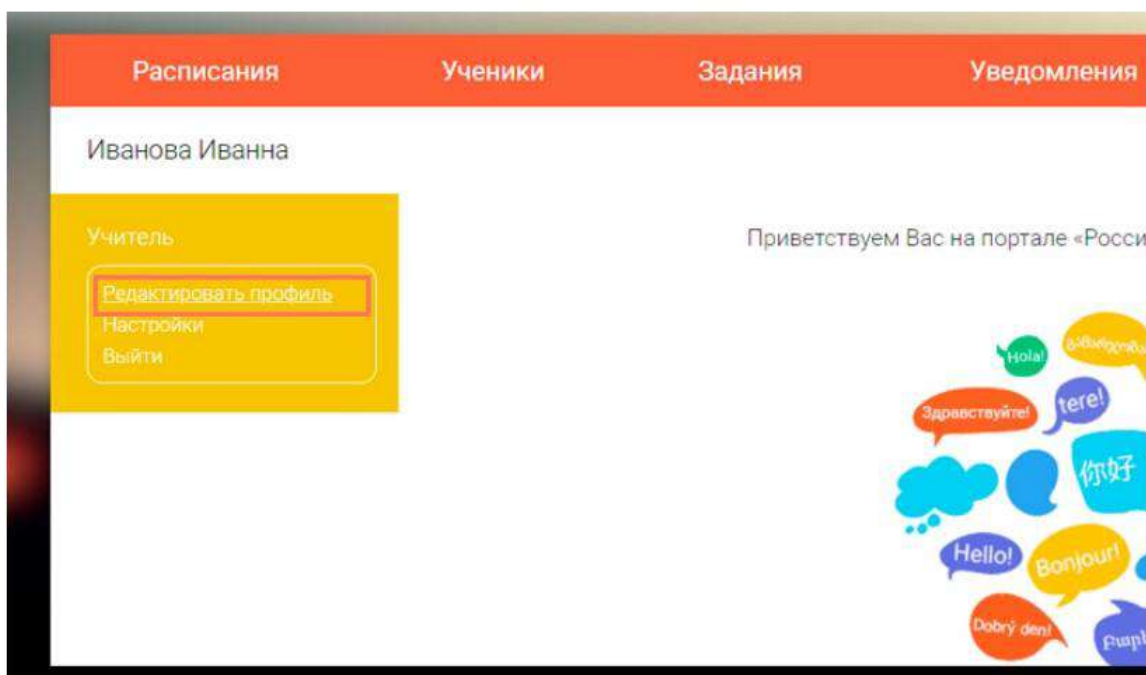 Расписания Ученики Задания Уведомления
Иванова Иванна
Учитель
Редактировать профиль
Настройки
Выйти
Приветствуем Вас на портале «Росси
Hola!
Здравствуйте!
tere!
你好
Hello!
Bonjour!
Dobrý den!